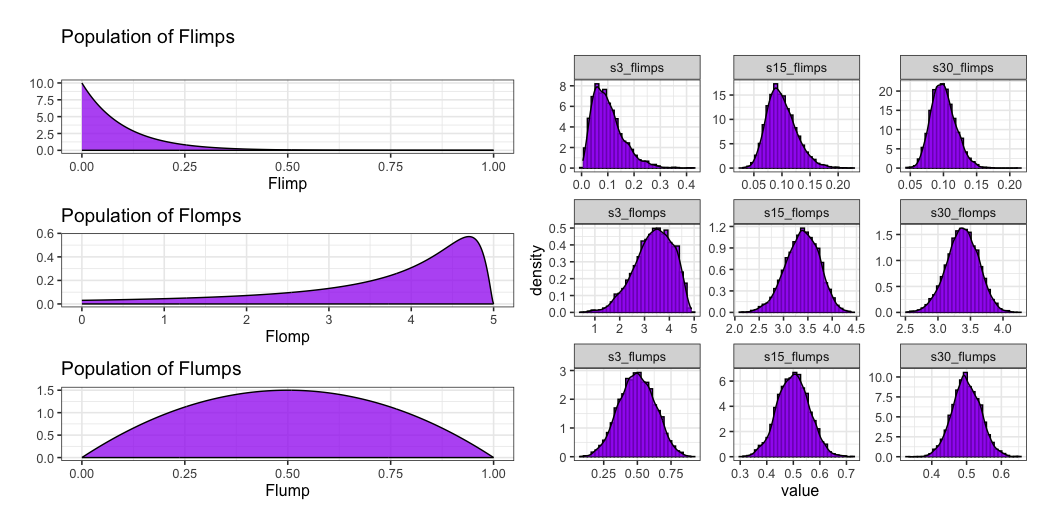 Population of Flimps
10.0
7.5
5.0
2.5
0.0
0.00 0.25 0.50 0.75 1.00
Flimp
Population of Flomps
0.6
0.4
0.2
0.0
0 1 2 3 4 5
Flomp
Population of Flumps
1.5
1.0
0.5
0.0
0.00 0.25 0.50 0.75 1.00
Flump
density
s3_flimps
8
6
4
2
0
0.0 0.1 0.2 0.3 0.4
s15_flimps
15
10
5
0
0.05 0.10 0.15 0.20
s30_flimps
20
15
10
5
0
0.05 0.10 0.15 0.20
s3_flomps
0.5
0.4
0.3
0.2
0.1
0.0
1 2 3 4 5
s15_flomps
1.2
0.9
0.6
0.3
0.0
2.0 2.5 3.0 3.5 4.0 4.5
s30_flomps
1.5
1.0
0.5
0.0
2.5 3.0 3.5 4.0
s3_flumps
3
2
1
0
0.25 0.50 0.75
s15_flumps
6
4
2
0
0.3 0.4 0.5 0.6 0.7
s30_flumps
10.0
7.5
5.0
2.5
0.0
0.4 0.5 0.6
value